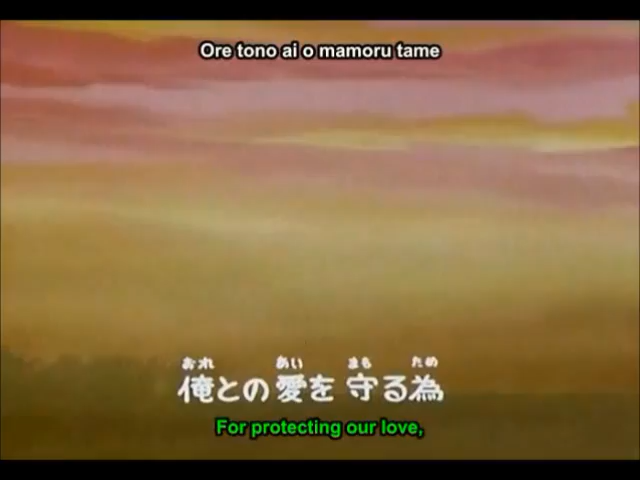 Ore tono ai o mamoru tame
おれ あい まも ため
俺との愛を守る為
For protecting our love,